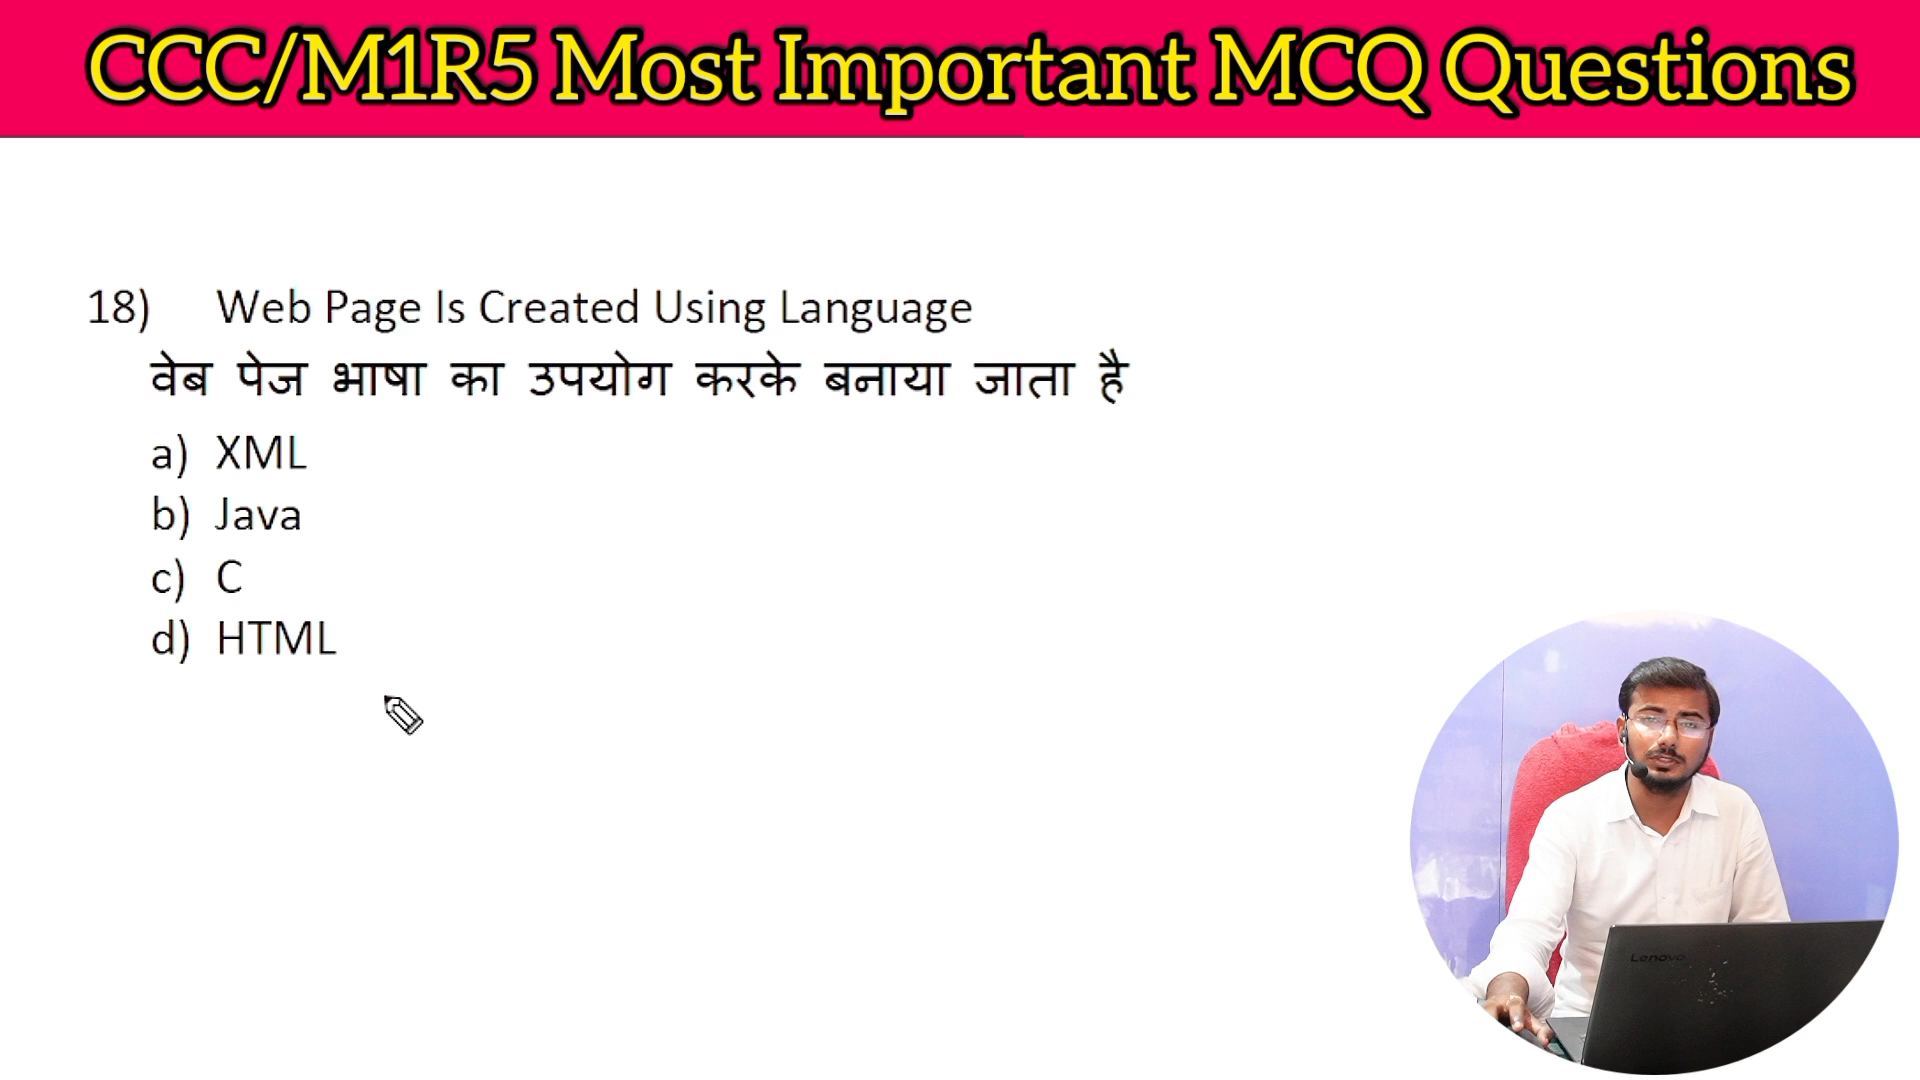 CCC/M1R5 Most Important MCQ Questions
18) Web Page Is Created Using Language
वेब पेज भाषा का उपयोग करके बनाया जाता है
a) XML
b) Java
c) C
d) HTML
Lenovo